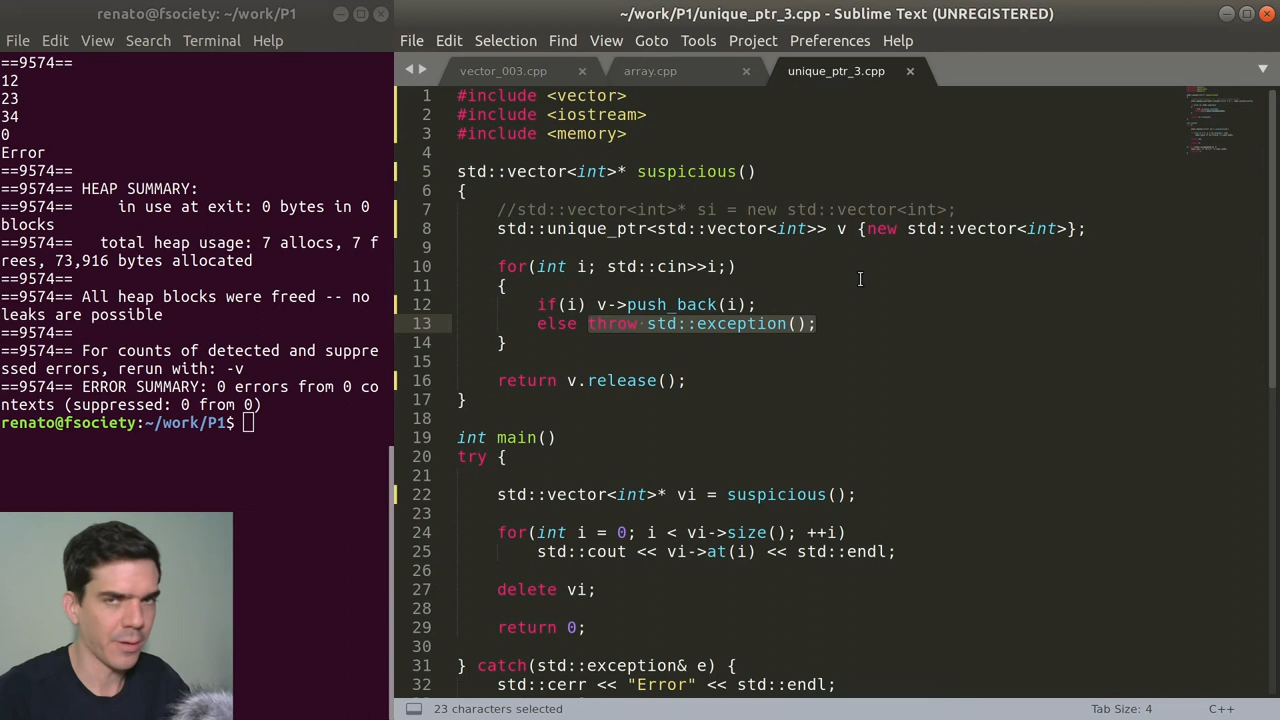 renato@fsociety: ~/work/P1
File Edit View Search Terminal Help
==9574==
12
23
34
0
Error
==9574==
==9574== HEAP SUMMARY:
==9574==     in use at exit: 0 bytes in 0
blocks
==9574==   total heap usage: 7 allocs, 7 f
rees, 73,916 bytes allocated
==9574==
==9574== All heap blocks were freed -- no
leaks are possible
==9574==
==9574== For counts of detected and suppre
ssed errors, rerun with: -v
==9574== ERROR SUMMARY: 0 errors from 0 co
ntexts (suppressed: 0 from 0)
renato@fsociety:~/work/P1$
~/work/P1/unique_ptr_3.cpp - Sublime Text (UNREGISTERED)
File Edit Selection Find View Goto Tools Project Preferences Help
vector_003.cpp array.cpp unique_ptr_3.cpp
1 #include <vector>
2 #include <iostream>
3 #include <memory>
4
5 std::vector<int>* suspicious()
6 {
7     //std::vector<int>* si = new std::vector<int>;
8     std::unique_ptr<std::vector<int>> v {new std::vector<int>};
9
10     for(int i; std::cin>>i;)
11     {
12         if(i) v->push_back(i);
13         else throw std::exception();
14     }
15
16     return v.release();
17 }
18
19 int main()
20 try {
21
22     std::vector<int>* vi = suspicious();
23
24     for(int i = 0; i < vi->size(); ++i)
25         std::cout << vi->at(i) << std::endl;
26
27     delete vi;
28
29     return 0;
30
31 } catch(std::exception& e) {
32     std::cerr << "Error" << std::endl;
23 characters selected
Tab Size: 4
C++